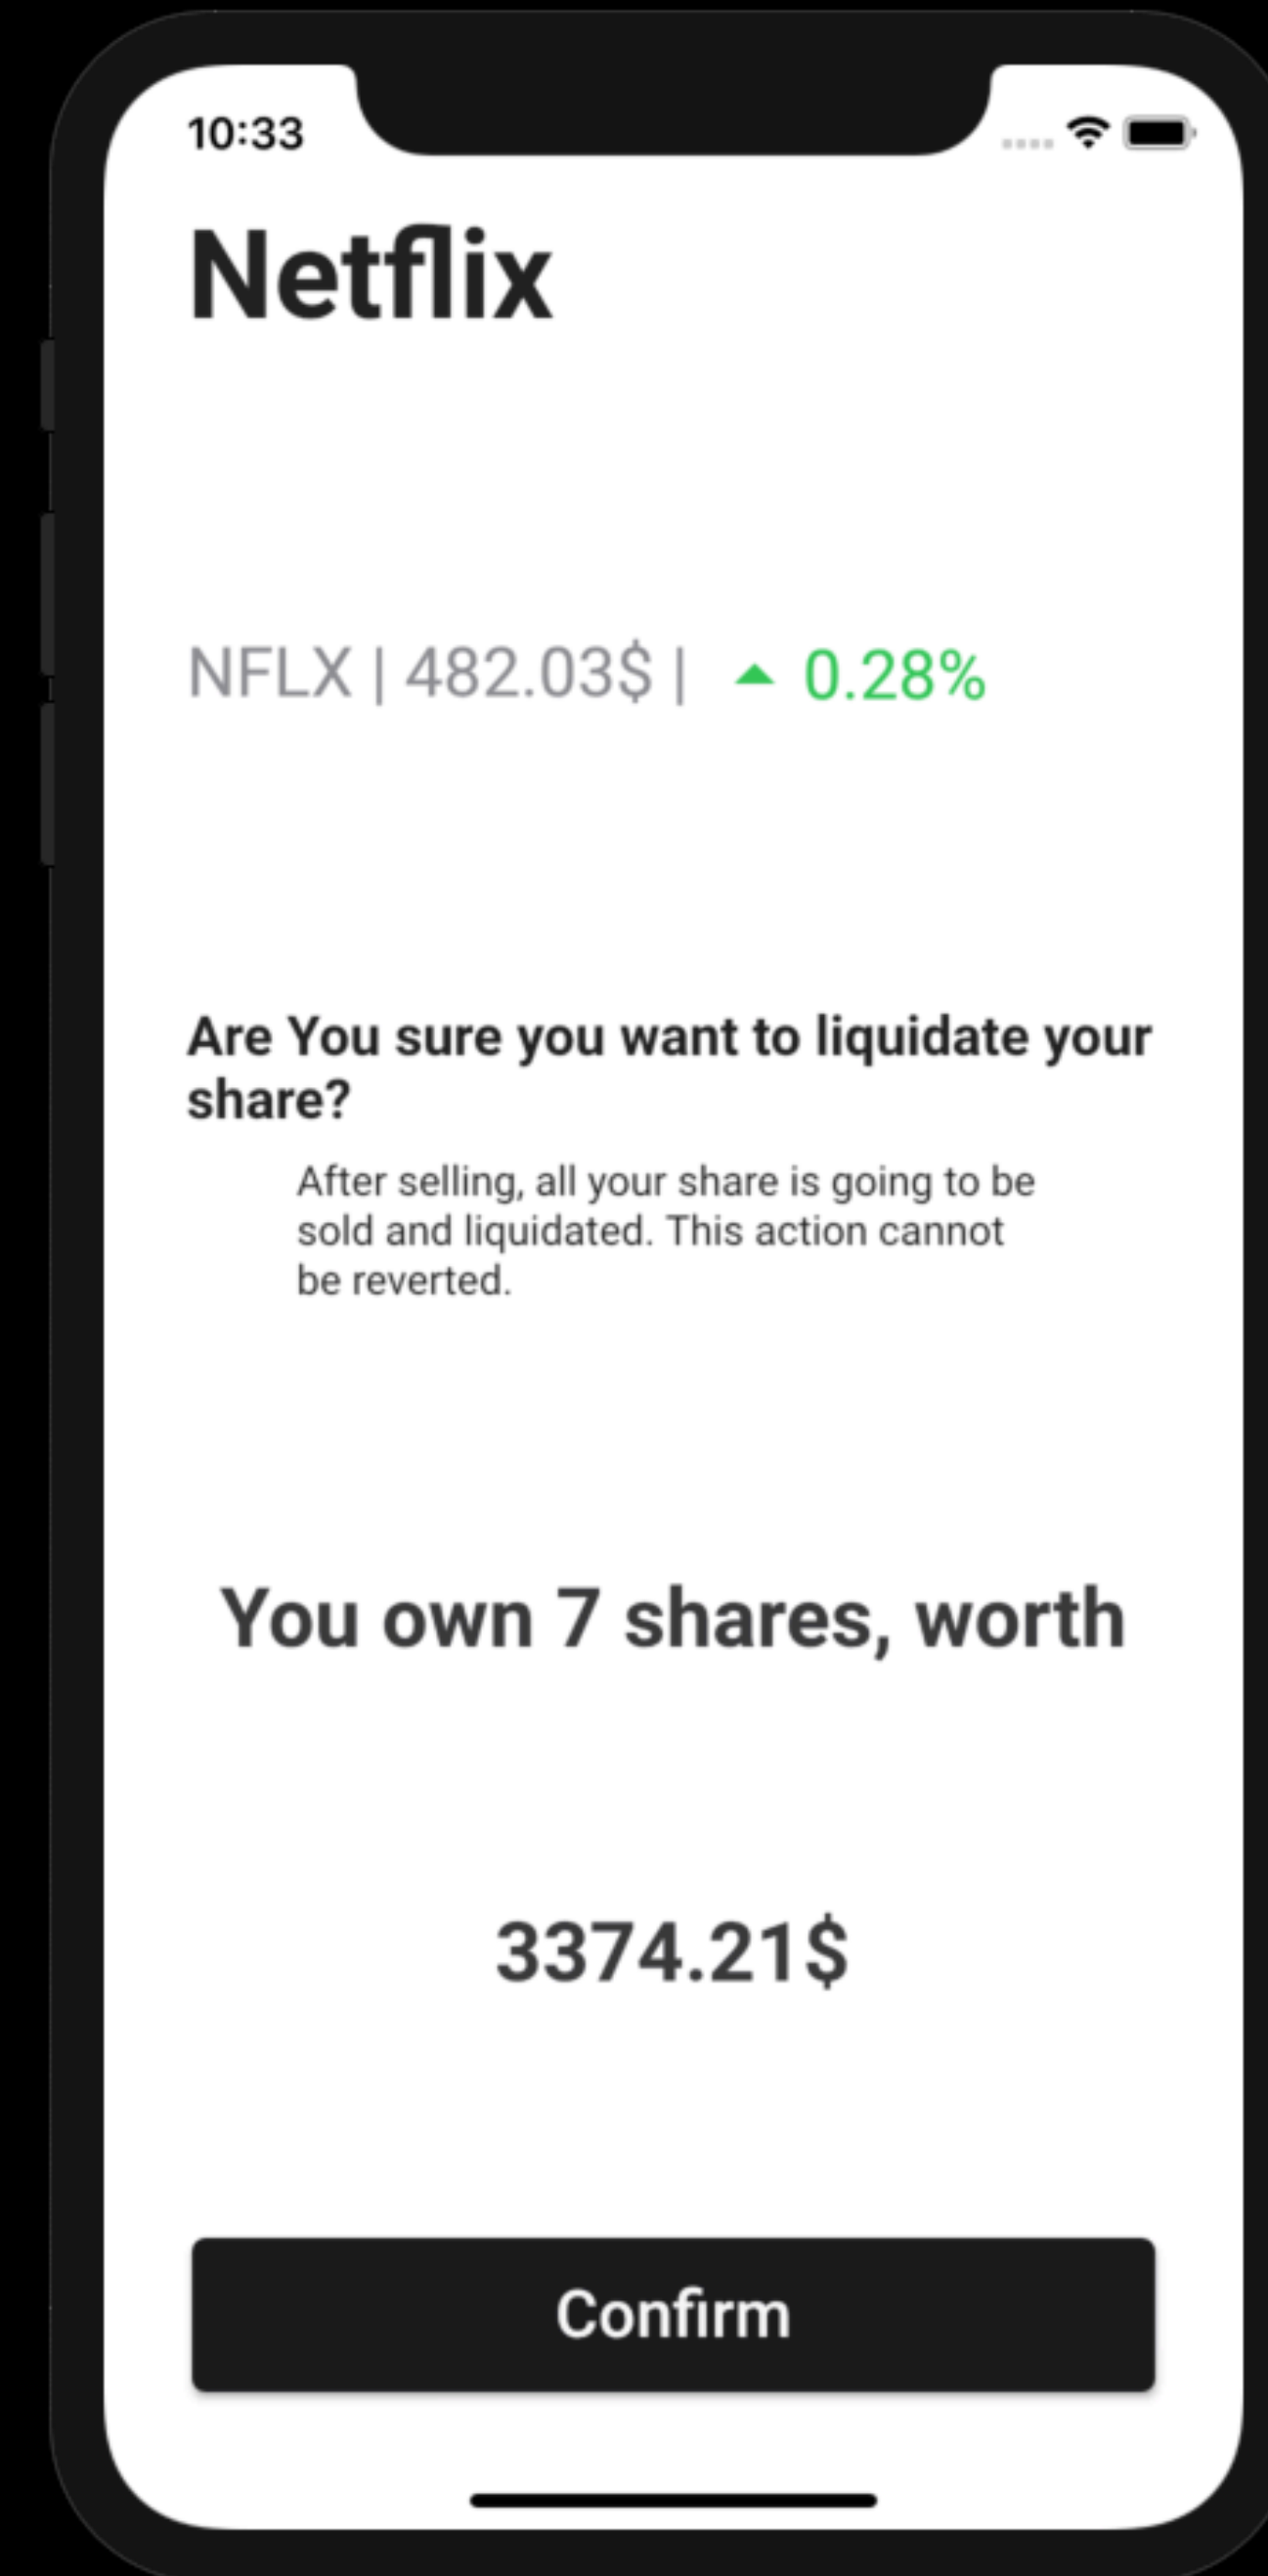 10:33
Netflix
NFLX | 482.03$ | 0.28%
Are You sure you want to liquidate your
share?
After selling, all your share is going to be
sold and liquidated. This action cannot
be reverted.
You own 7 shares, worth
3374.21$
Confirm